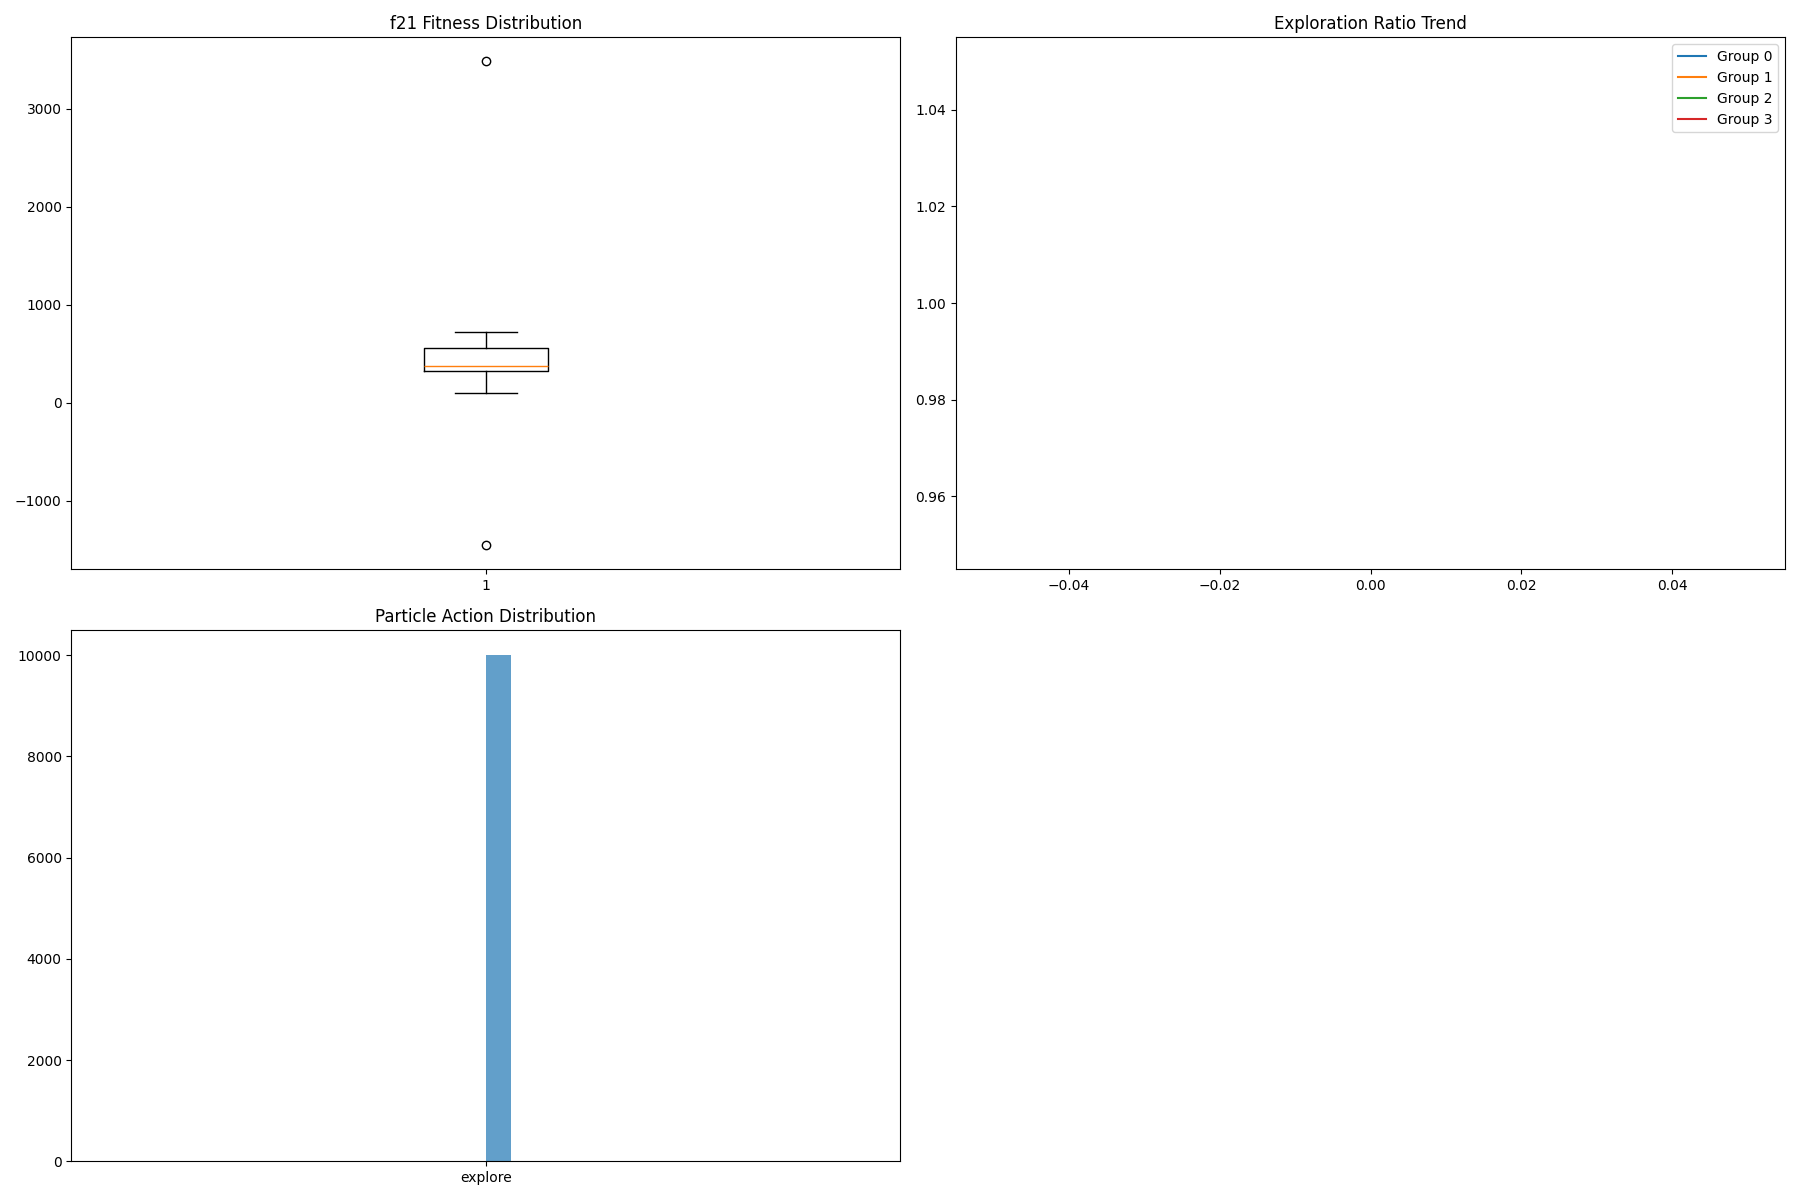 f21 Fitness Distribution
3000
2000
1000
0
−1000
1
Exploration Ratio Trend
Group 0
Group 1
Group 2
Group 3
1.04
1.02
1.00
0.98
0.96
−0.04 −0.02 0.00 0.02 0.04
Particle Action Distribution
10000
8000
6000
4000
2000
0
explore